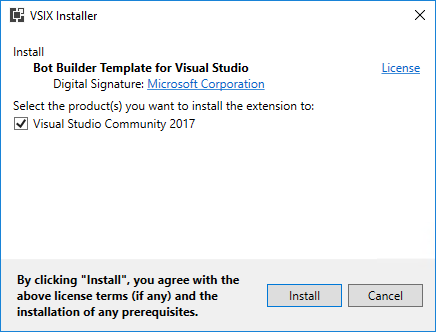 VSIX Installer
Install
Bot Builder Template for Visual Studio
License
Digital Signature: Microsoft Corporation
Select the product(s) you want to install the extension to:
Visual Studio Community 2017
By clicking "Install", you agree with the
above license terms (if any) and the
installation of any prerequisites.
Install
Cancel